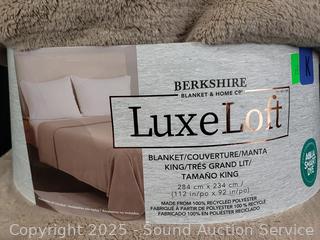 K
BERKSHIRE
BLANKET & HOME CO.
LuxeLoft
BLANKET/COUVERTURE/MANTA
KING/TRÈS GRAND LIT/
TAMAÑO KING
284 cm x 234 cm /
(112 in/po x 92 in/po)
MADE FROM 100% RECYCLED POLYESTER
FABRIQUÉ À PARTIR DE POLYESTER 100 % RECYCLÉ
FABRICADO 100% EN POLIÉSTER RECICLADO
Copyright 2025 - Sound Auction Service